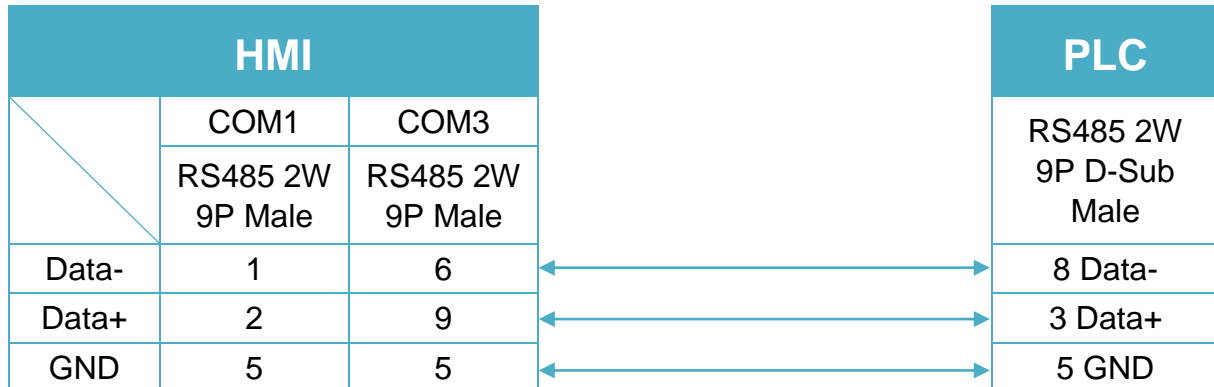 HMI
PLC
COM1 COM3
RS485 2W
9P Male
RS485 2W
9P Male
RS485 2W
9P D-Sub
Male
Data- 1 6 8 Data-
Data+ 2 9 3 Data+
GND 5 5 5 GND